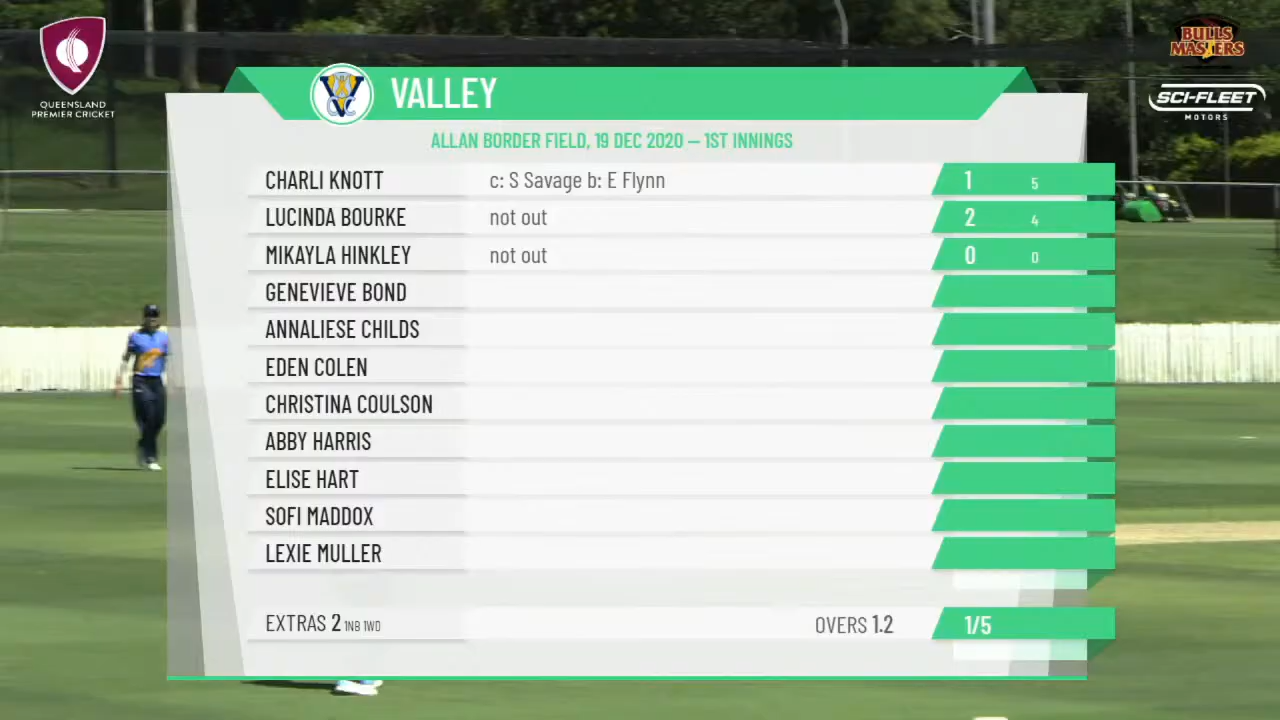 QUEENSLAND
PREMIER CRICKET
BULLS
MASTERS
SCI-FLEET
MOTORS
VALLEY
ALLAN BORDER FIELD, 19 DEC 2020 – 1ST INNINGS
CHARLI KNOTT c: S Savage b: E Flynn 1 5
LUCINDA BOURKE not out 2 4
MIKAYLA HINKLEY not out 0 0
GENEVIEVE BOND
ANNALIESE CHILDS
EDEN COLEN
CHRISTINA COULSON
ABBY HARRIS
ELISE HART
SOFI MADDOX
LEXIE MULLER
EXTRAS 2 1NB 1WD OVERS 1.2 1/5